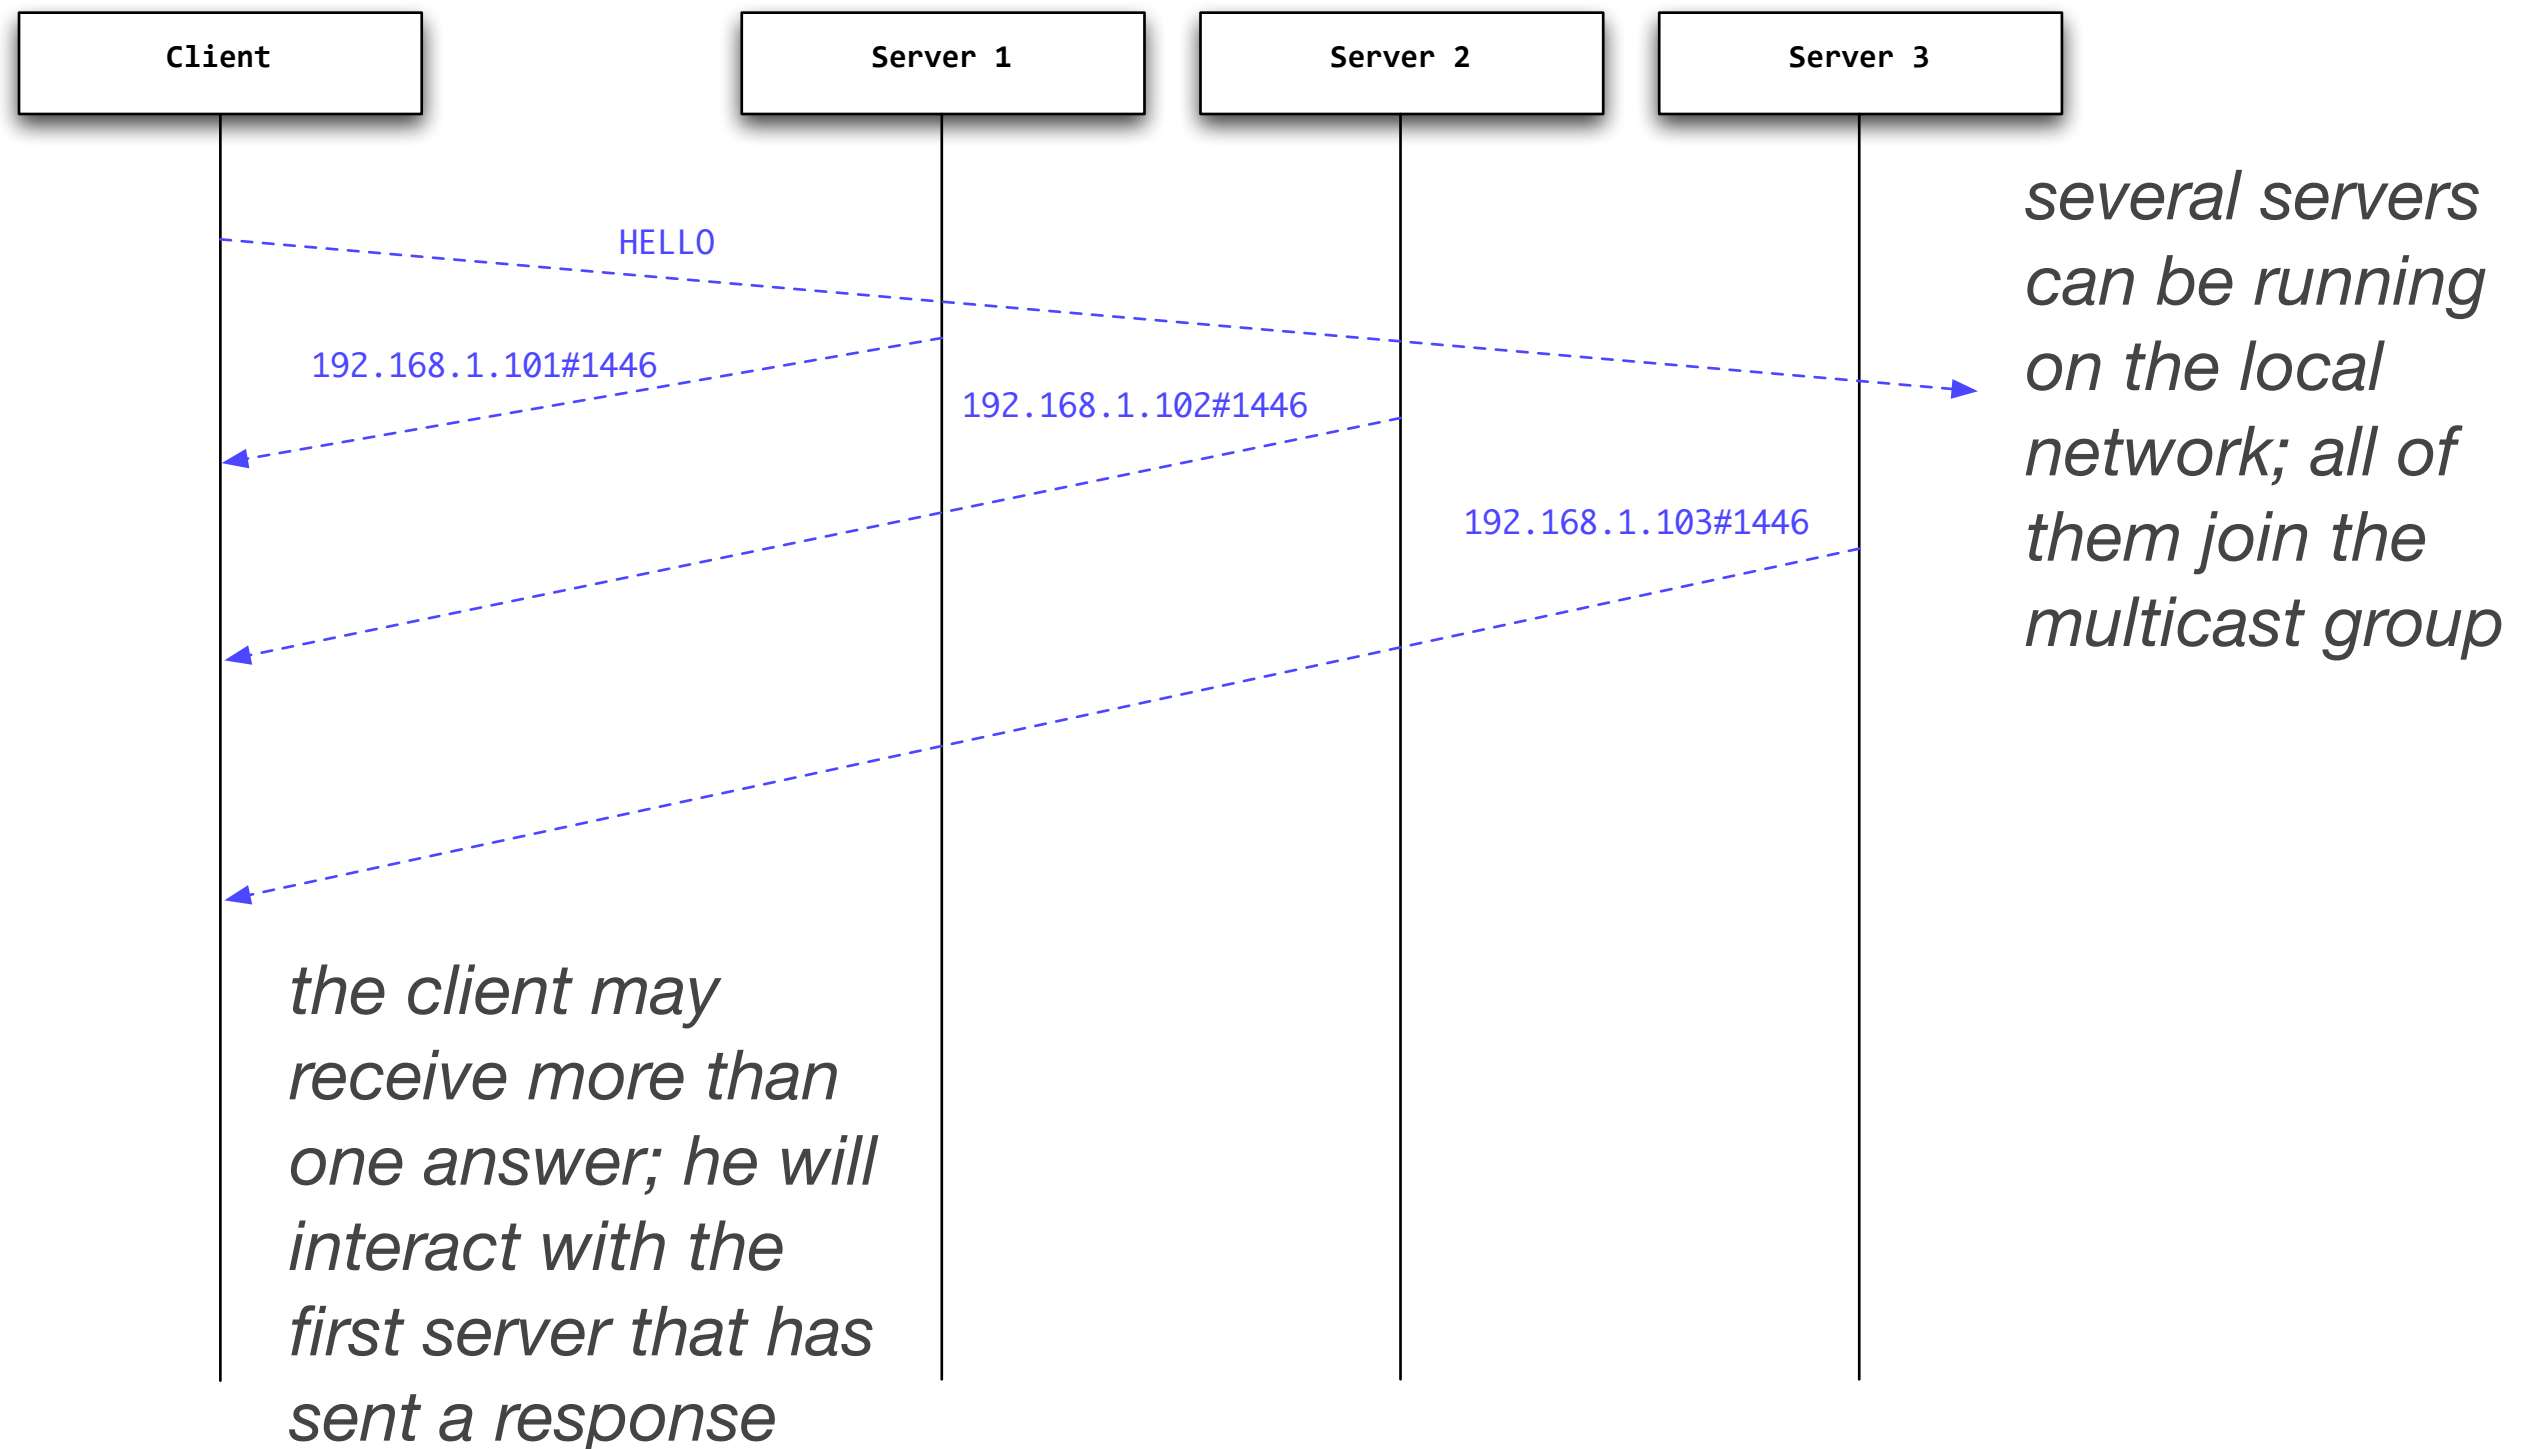 Client
Server 1
Server 2
Server 3
HELLO
192.168.1.101#1446
192.168.1.102#1446
192.168.1.103#1446
several servers
can be running
on the local
network; all of
them join the
multicast group
the client may
receive more than
one answer; he will
interact with the
first server that has
sent a response